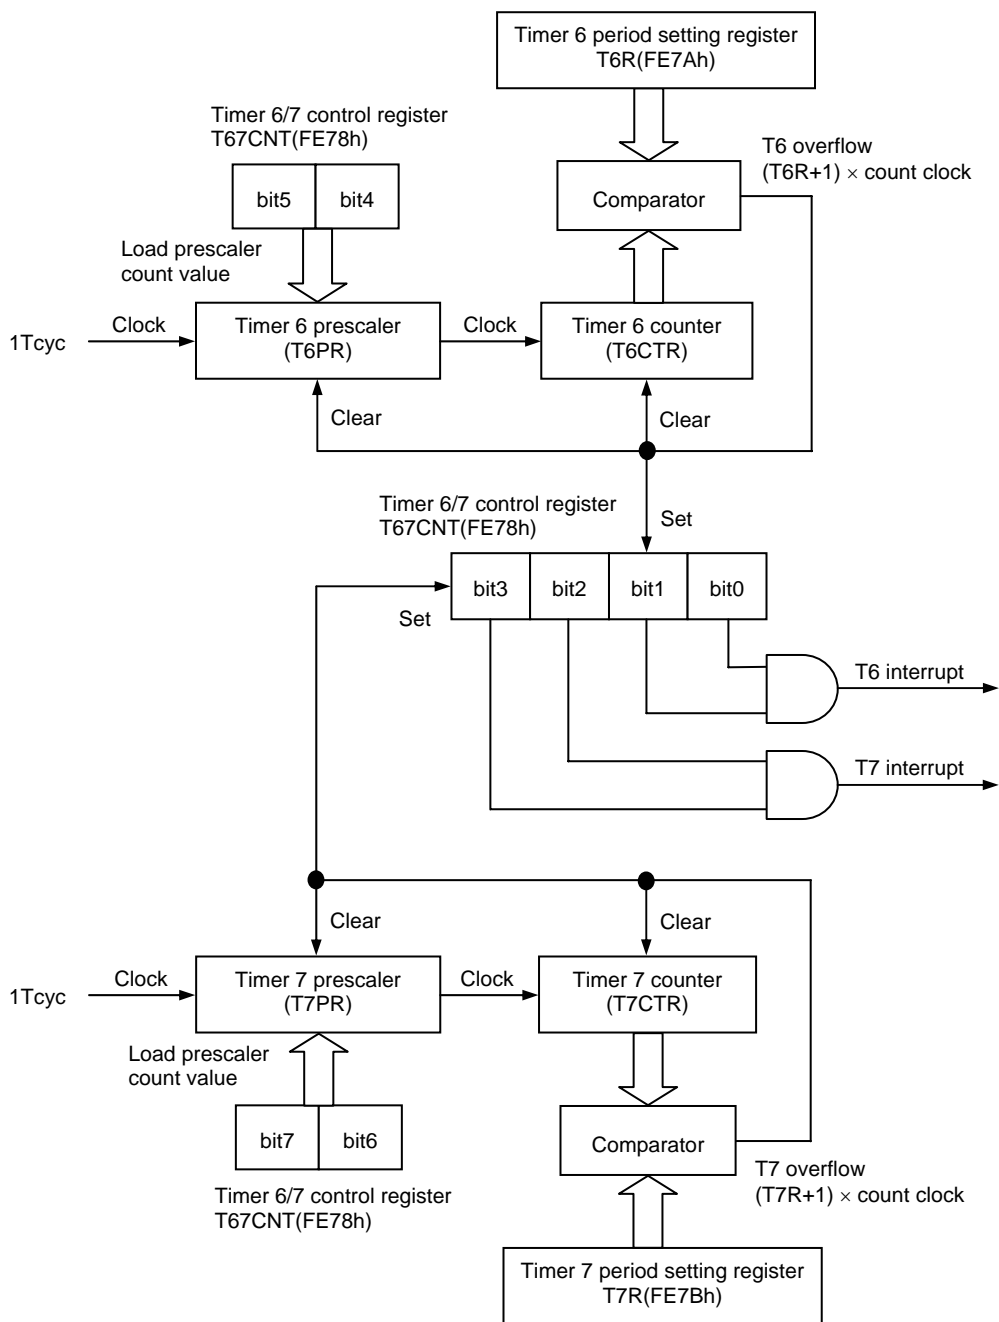 Timer 6 period setting register
T6R(FE7Ah)
Timer 6/7 control register
T67CNT(FE78h)
T6 overflow
(T6R+1) × count clock
bit5
bit4
Comparator
Load prescaler
count value
1Tcyc
Clock
Timer 6 prescaler
(T6PR)
Clock
Timer 6 counter
(T6CTR)
Clear
Clear
Timer 6/7 control register
T67CNT(FE78h)
Set
bit3
bit2
bit1
bit0
Set
T6 interrupt
T7 interrupt
Clear
Clear
1Tcyc
Clock
Timer 7 prescaler
(T7PR)
Clock
Timer 7 counter
(T7CTR)
Load prescaler
count value
bit7
bit6
Comparator
Timer 6/7 control register
T67CNT(FE78h)
T7 overflow
(T7R+1) × count clock
Timer 7 period setting register
T7R(FE7Bh)